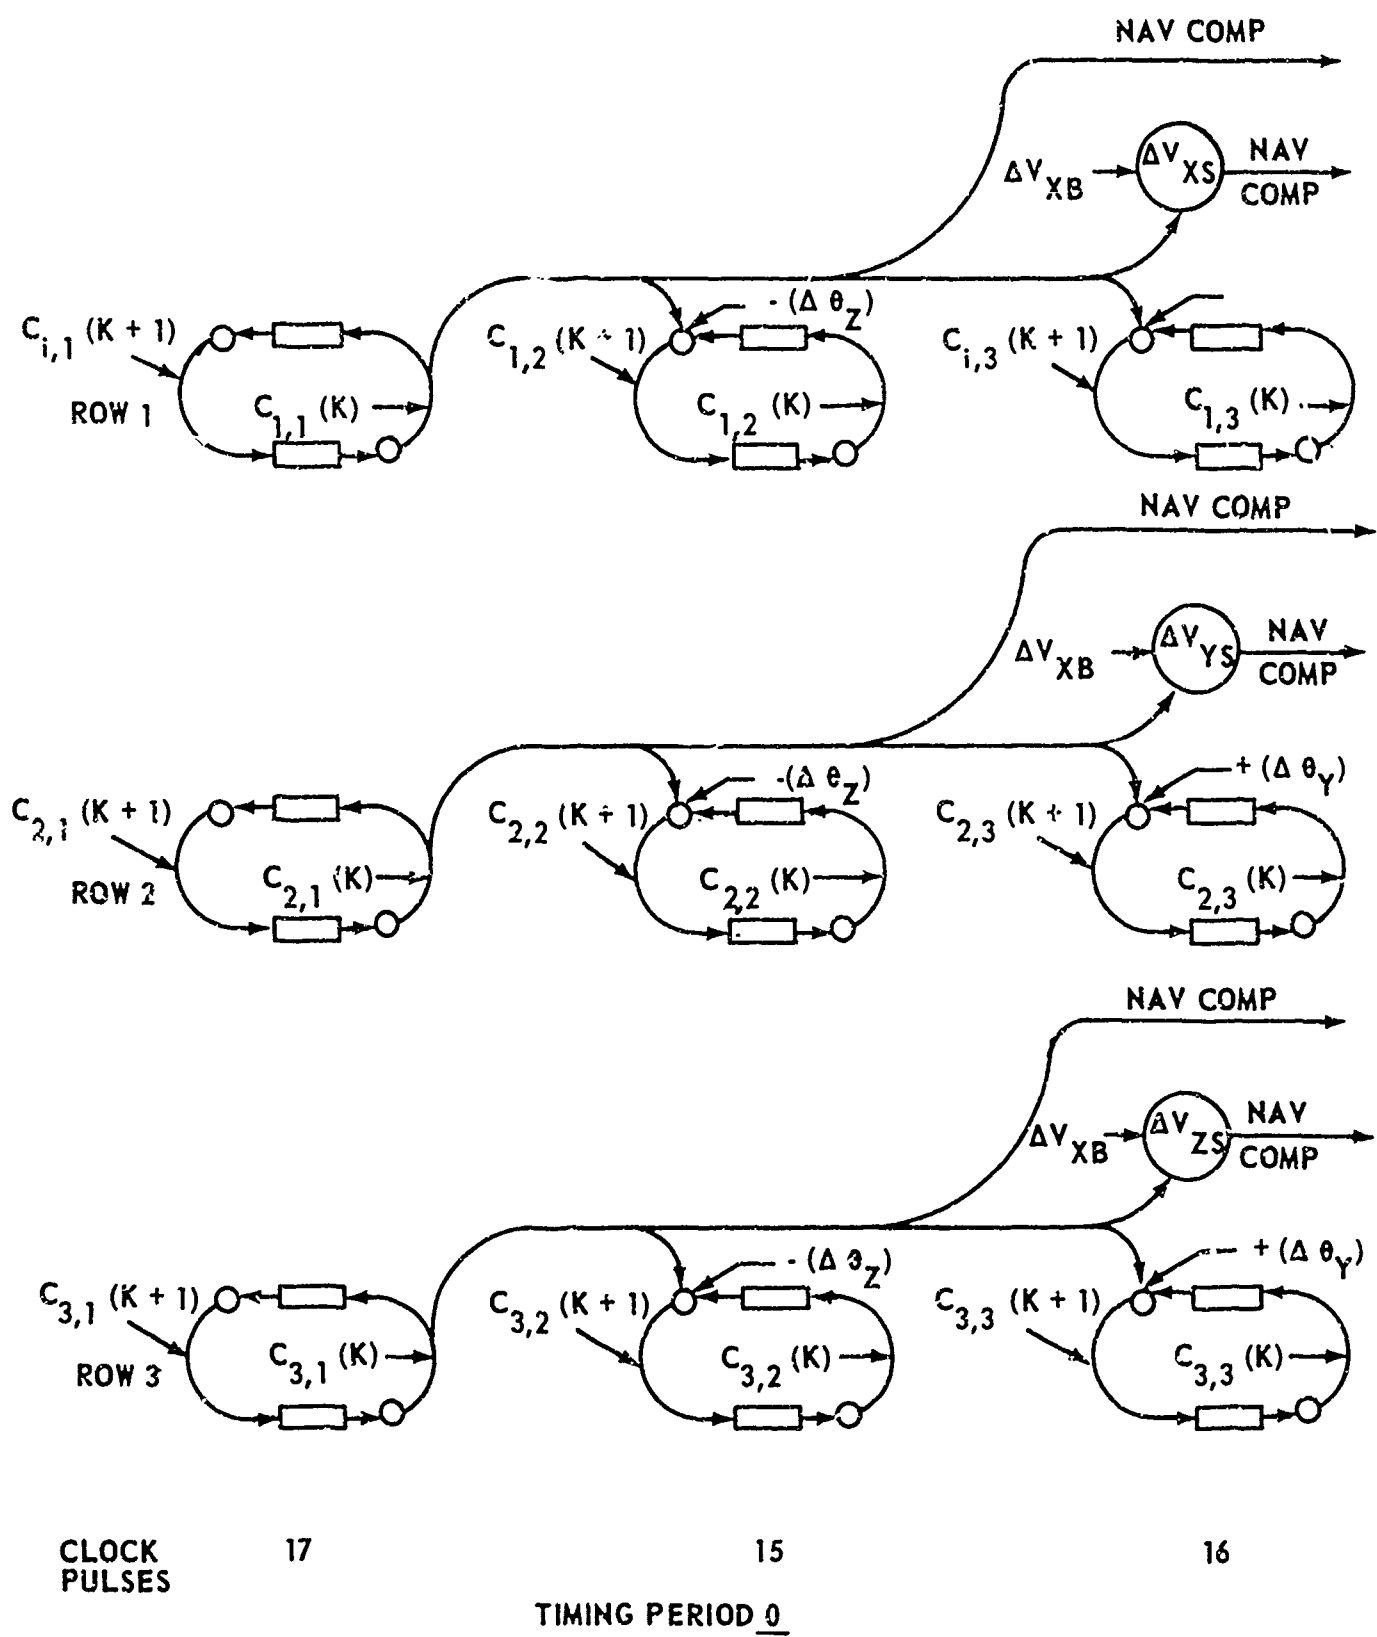 NAV COMP
ΔV XB
ΔV XS
NAV COMP
C i,1 (K + 1)
C 1,2 (K + 1)
- (Δ θ Z)
C i,3 (K + 1)
ROW 1
C 1,1 (K)
C 1,2 (K)
C 1,3 (K)
NAV COMP
ΔV XB
ΔV YS
NAV COMP
C 2,1 (K + 1)
C 2,2 (K + 1)
-(Δ θ Z)
C 2,3 (K + 1)
+ (Δ θ Y)
ROW 2
C 2,1 (K)
C 2,2 (K)
C 2,3 (K)
NAV COMP
ΔV XB
ΔV ZS
NAV COMP
C 3,1 (K + 1)
C 3,2 (K + 1)
- (Δ θ Z)
C 3,3 (K + 1)
+ (Δ θ Y)
ROW 3
C 3,1 (K)
C 3,2 (K)
C 3,3 (K)
CLOCK PULSES
17
15
16
TIMING PERIOD 0